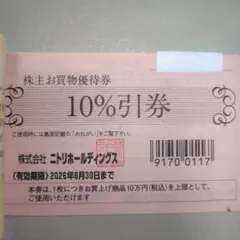 株主お買物優待券
10%引券
ご使用時には裏面記載の「おねがい」をご覧下さい。
株式会社 ニトリホールディングス
〈有効期限〉2026年6月30日まで
9170 0117
本券は、1枚につきお買上げ商品10万円(税込)を上限として、
ご使用いただけます